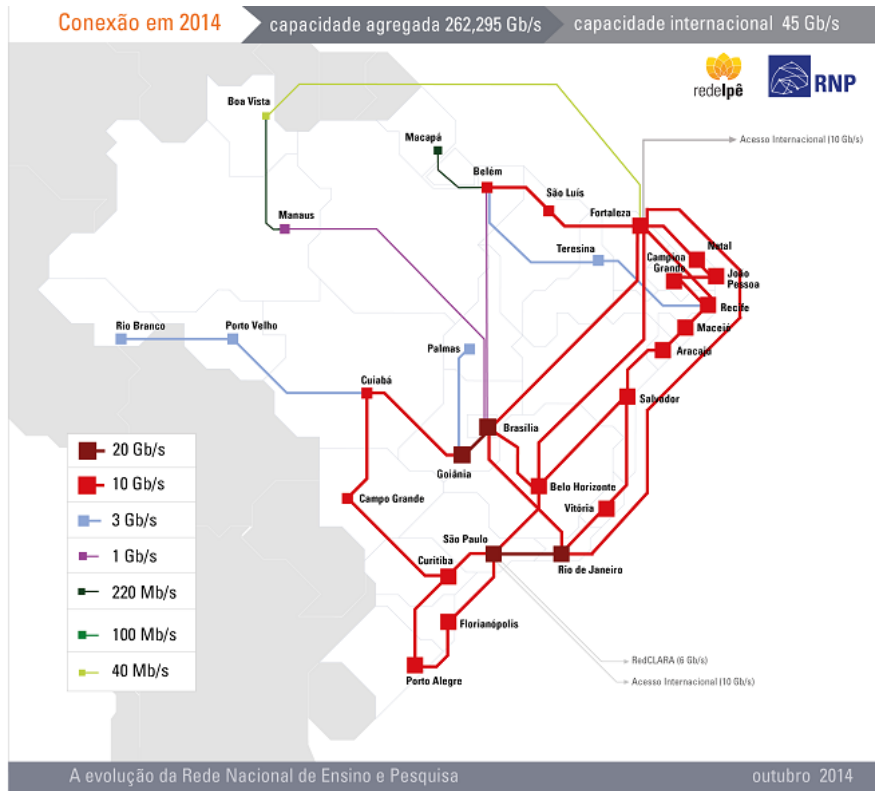 Conexão em 2014
capacidade agregada 262,295 Gb/s
capacidade internacional 45 Gb/s
redeIpê
RNP
Boa Vista
Macapá
Acesso Internacional (10 Gb/s)
Belém
São Luís
Manaus
Fortaleza
Teresina
Natal
Campina
Grande
João
Pessoa
Recife
Rio Branco
Porto Velho
Maceió
Palmas
Aracajú
Cuiabá
Salvador
Brasília
20 Gb/s
Goiânia
10 Gb/s
Belo Horizonte
Campo Grande
Vitória
3 Gb/s
São Paulo
1 Gb/s
Curitiba
Rio de Janeiro
220 Mb/s
Florianópolis
100 Mb/s
RedCLARA (6 Gb/s)
40 Mb/s
Porto Alegre
Acesso Internacional (10 Gb/s)
A evolução da Rede Nacional de Ensino e Pesquisa
outubro 2014